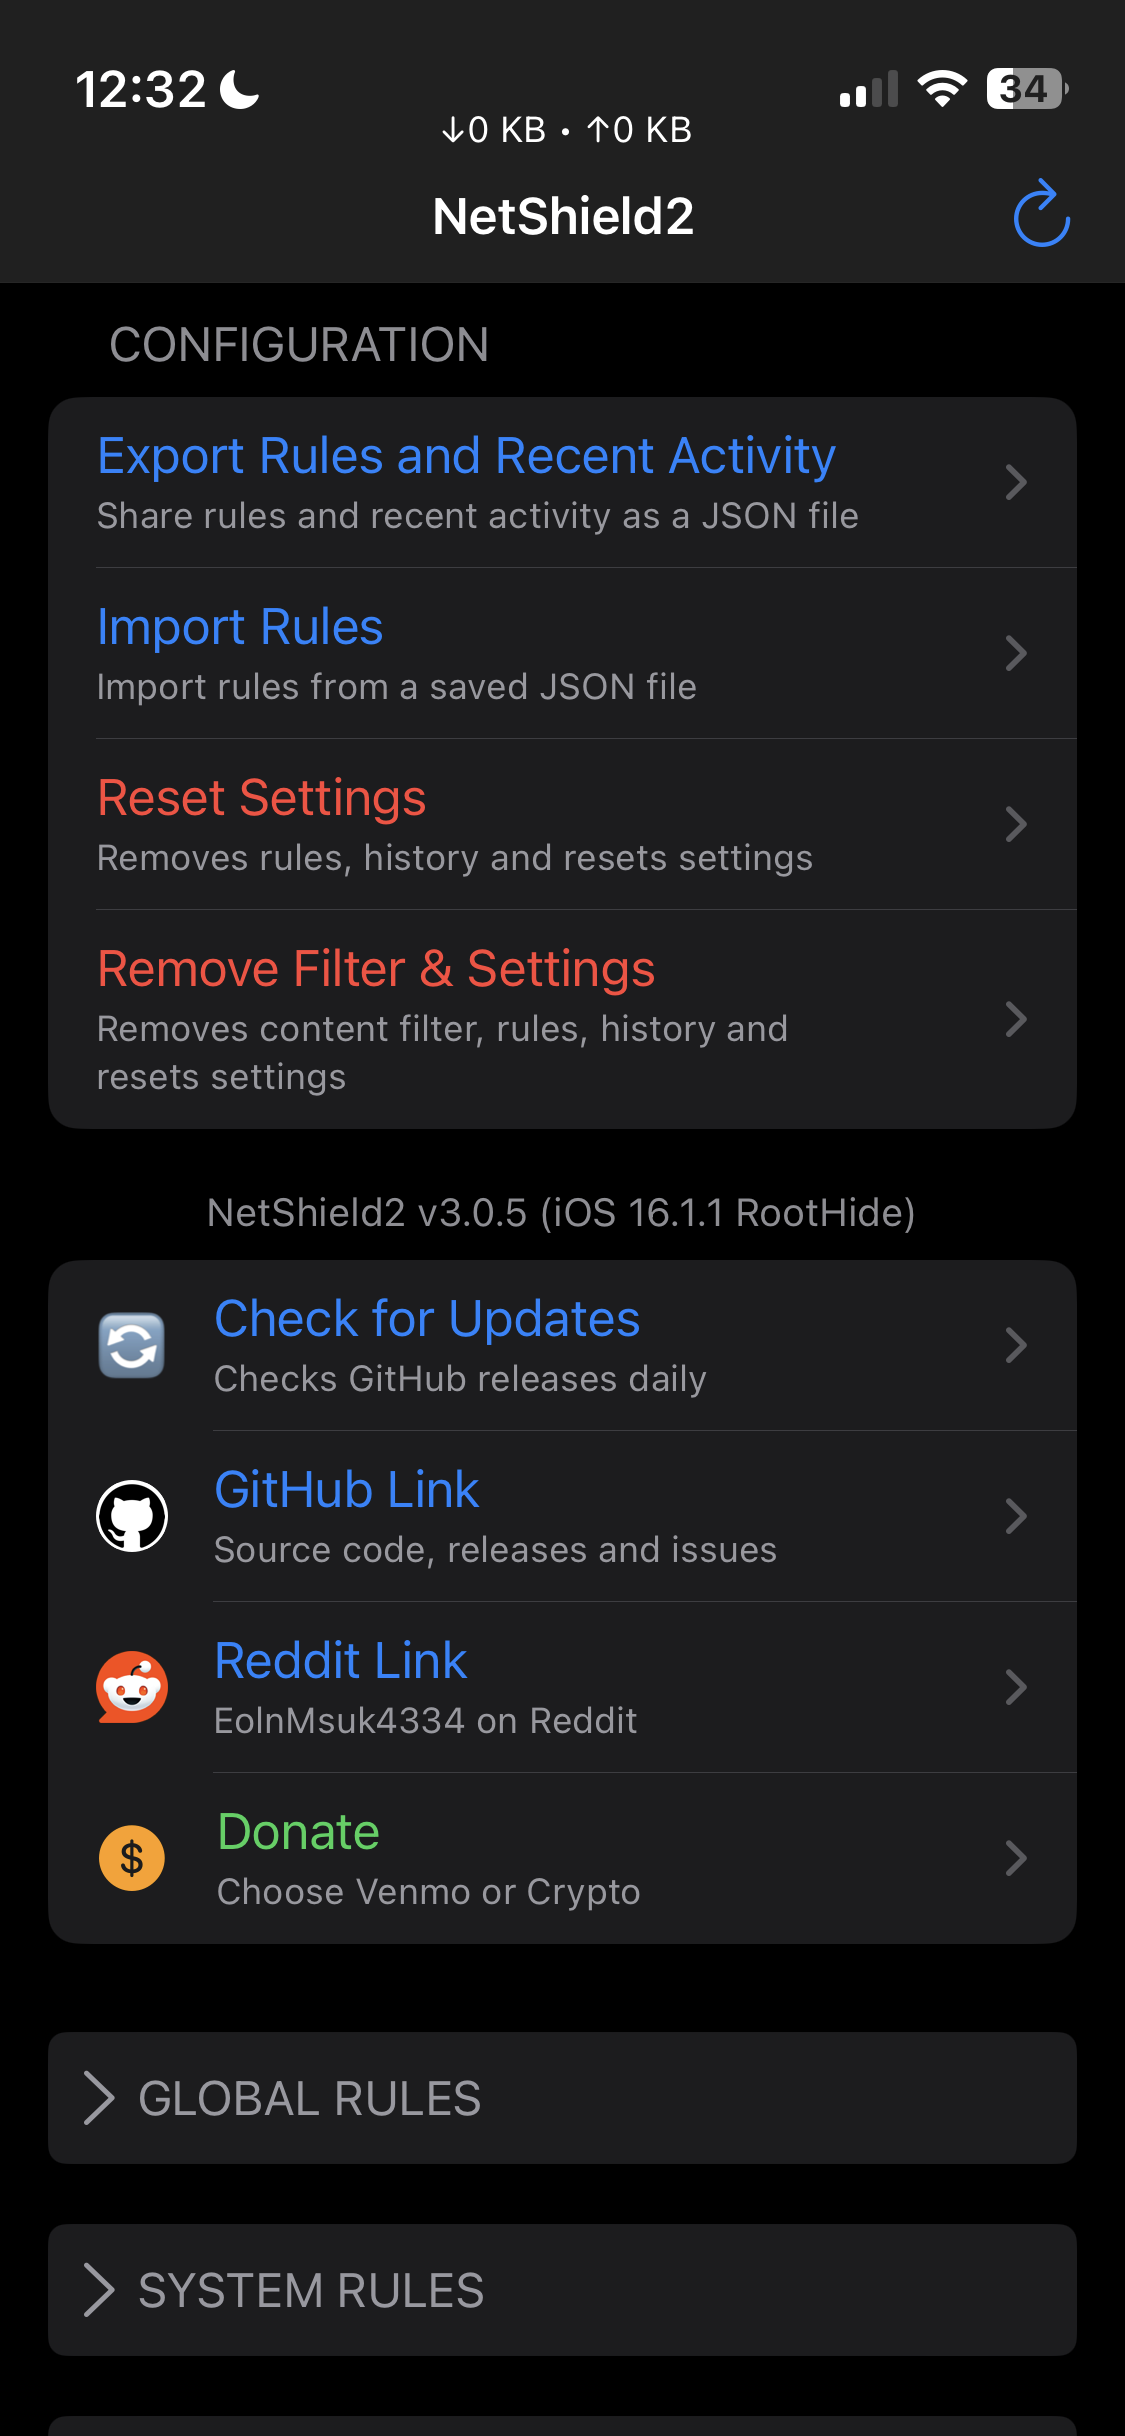 12:32
34
↓0 KB • ↑0 KB
NetShield2
CONFIGURATION
Export Rules and Recent Activity
Share rules and recent activity as a JSON file
Import Rules
Import rules from a saved JSON file
Reset Settings
Removes rules, history and resets settings
Remove Filter & Settings
Removes content filter, rules, history and
resets settings
NetShield2 v3.0.5 (iOS 16.1.1 RootHide)
Check for Updates
Checks GitHub releases daily
GitHub Link
Source code, releases and issues
Reddit Link
EolnMsuk4334 on Reddit
$
Donate
Choose Venmo or Crypto
GLOBAL RULES
SYSTEM RULES